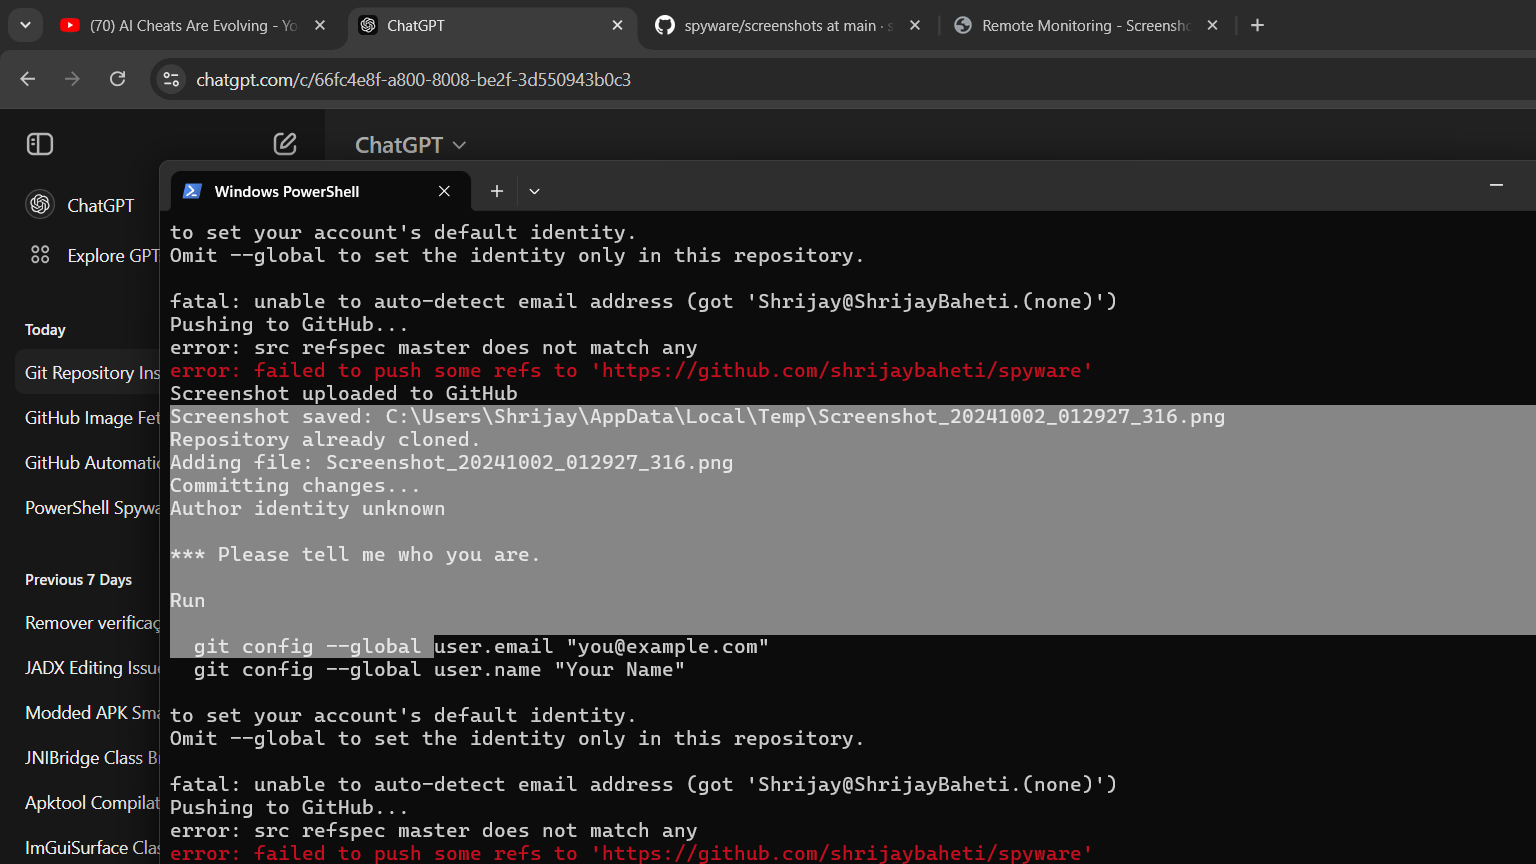 (70) AI Cheats Are Evolving - Yo
ChatGPT
spyware/screenshots at main · s
Remote Monitoring - Screensho
chatgpt.com/c/66fc4e8f-a800-8008-be2f-3d550943b0c3
ChatGPT
ChatGPT
Explore GPT
Today
Git Repository Ins
GitHub Image Fet
GitHub Automatic
PowerShell Spywa
Previous 7 Days
Remover verificaç
JADX Editing Issue
Modded APK Sma
JNIBridge Class B
Apktool Compilat
ImGuiSurface Clas
Windows PowerShell
to set your account's default identity.
Omit --global to set the identity only in this repository.
fatal: unable to auto-detect email address (got 'Shrijay@ShrijayBaheti.(none)')
Pushing to GitHub...
error: src refspec master does not match any
error: failed to push some refs to 'https://github.com/shrijaybaheti/spyware'
Screenshot uploaded to GitHub
Screenshot saved: C:\Users\Shrijay\AppData\Local\Temp\Screenshot_20241002_012927_316.png
Repository already cloned.
Adding file: Screenshot_20241002_012927_316.png
Committing changes...
Author identity unknown
*** Please tell me who you are.
Run
git config --global user.email "you@example.com"
git config --global user.name "Your Name"
to set your account's default identity.
Omit --global to set the identity only in this repository.
fatal: unable to auto-detect email address (got 'Shrijay@ShrijayBaheti.(none)')
Pushing to GitHub...
error: src refspec master does not match any
error: failed to push some refs to 'https://github.com/shrijaybaheti/spyware'